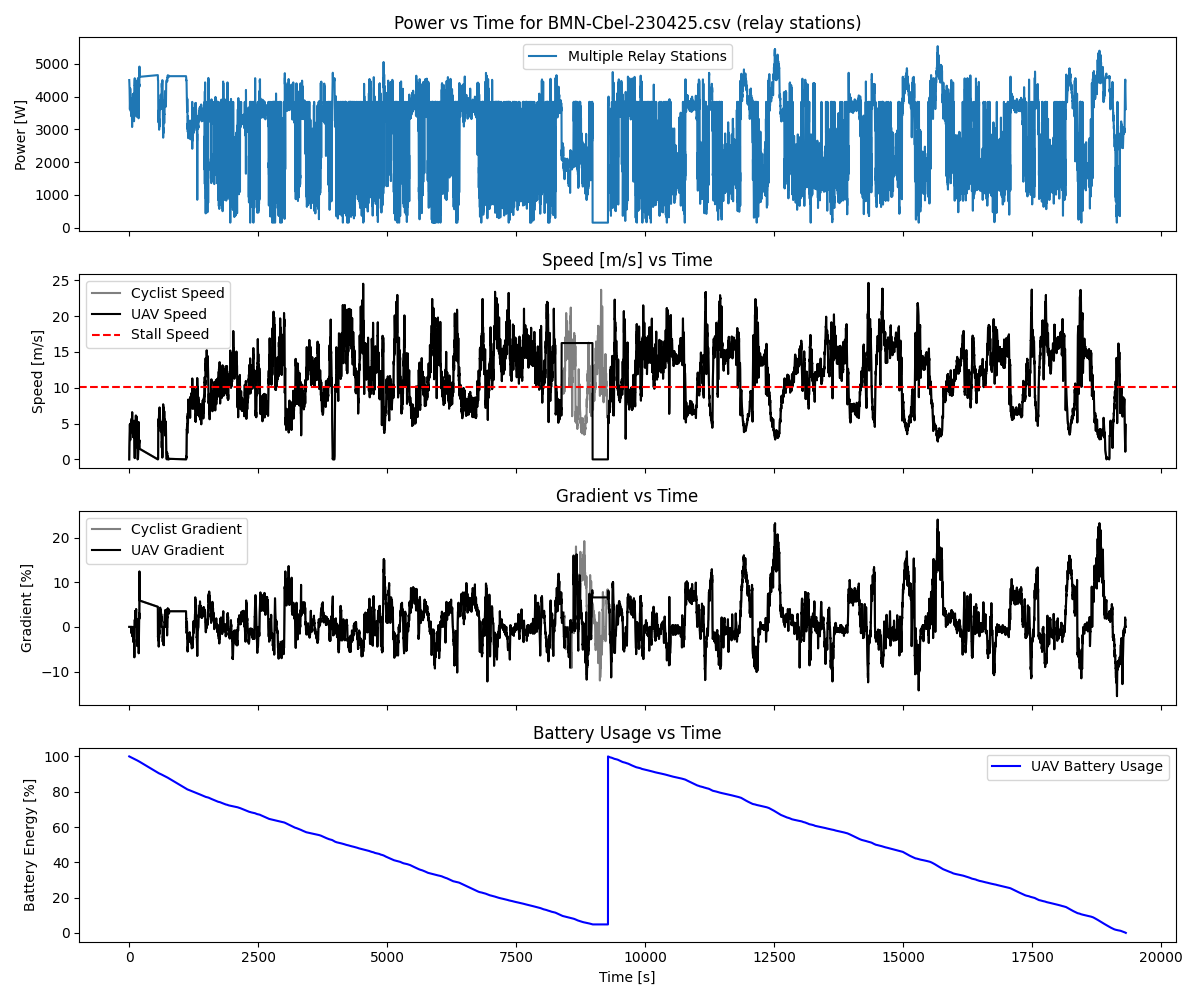 Power vs Time for BMN-Cbel-230425.csv (relay stations)
Multiple Relay Stations
Power [W]
5000
4000
3000
2000
1000
0
Speed [m/s] vs Time
Cyclist Speed
UAV Speed
Stall Speed
Speed [m/s]
25
20
15
10
5
0
Gradient vs Time
Cyclist Gradient
UAV Gradient
Gradient [%]
20
10
0
−10
Battery Usage vs Time
UAV Battery Usage
Battery Energy [%]
100
80
60
40
20
0
0 2500 5000 7500 10000 12500 15000 17500 20000
Time [s]